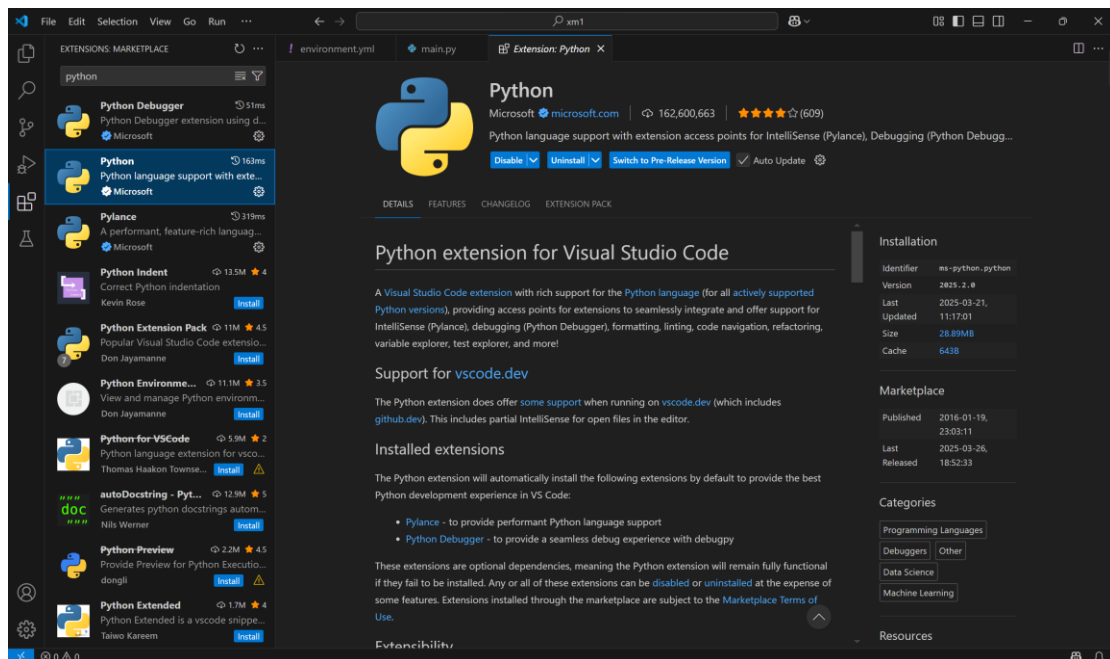 File Edit Selection View Go Run ···
xm1
EXTENSIONS: MARKETPLACE
python
Python Debugger 51ms
Python Debugger extension using d...
Microsoft
Python 163ms
Python language support with exte...
Microsoft
Pylance 319ms
A performant, feature-rich languag...
Microsoft
Python Indent 13.5M 4
Correct Python indentation
Kevin Rose Install
Python Extension Pack 11M 4.5
Popular Visual Studio Code extensio...
7
Don Jayamanne Install
Python Environme... 11.1M 3.5
View and manage Python environm...
Don Jayamanne Install
Python for VSCode 5.9M 2
Python language extension for vsco...
Thomas Haakon Townse... Install
autoDocstring - Pyt... 12.9M 5
""" doc """
Generates python docstrings autom...
Nils Werner Install
Python Preview 2.2M 4.5
Provide Preview for Python Executio...
dongli Install
Python Extended 1.7M 4
Python Extended is a vscode snippe...
Taiwo Kareem Install
! environment.yml main.py Extension: Python
Python
Microsoft microsoft.com 162,600,663 (609)
Python language support with extension access points for IntelliSense (Pylance), Debugging (Python Debugg...
Disable Uninstall Switch to Pre-Release Version Auto Update
DETAILS FEATURES CHANGELOG EXTENSION PACK
Python extension for Visual Studio Code
A Visual Studio Code extension with rich support for the Python language (for all actively supported
Python versions), providing access points for extensions to seamlessly integrate and offer support for
IntelliSense (Pylance), debugging (Python Debugger), formatting, linting, code navigation, refactoring,
variable explorer, test explorer, and more!
Support for vscode.dev
The Python extension does offer some support when running on vscode.dev (which includes
github.dev). This includes partial IntelliSense for open files in the editor.
Installed extensions
The Python extension will automatically install the following extensions by default to provide the best
Python development experience in VS Code:
• Pylance - to provide performant Python language support
• Python Debugger - to provide a seamless debug experience with debugpy
These extensions are optional dependencies, meaning the Python extension will remain fully functional
if they fail to be installed. Any or all of these extensions can be disabled or uninstalled at the expense of
some features. Extensions installed through the marketplace are subject to the Marketplace Terms of
Use.
Extensibility
Installation
Identifier ms-python.python
Version 2025.2.0
Last Updated 2025-03-21, 11:17:01
Size 28.89MB
Cache 643B
Marketplace
Published 2016-01-19, 23:03:11
Last Released 2025-03-26, 18:52:33
Categories
Programming Languages
Debuggers Other
Data Science
Machine Learning
Resources
0 0